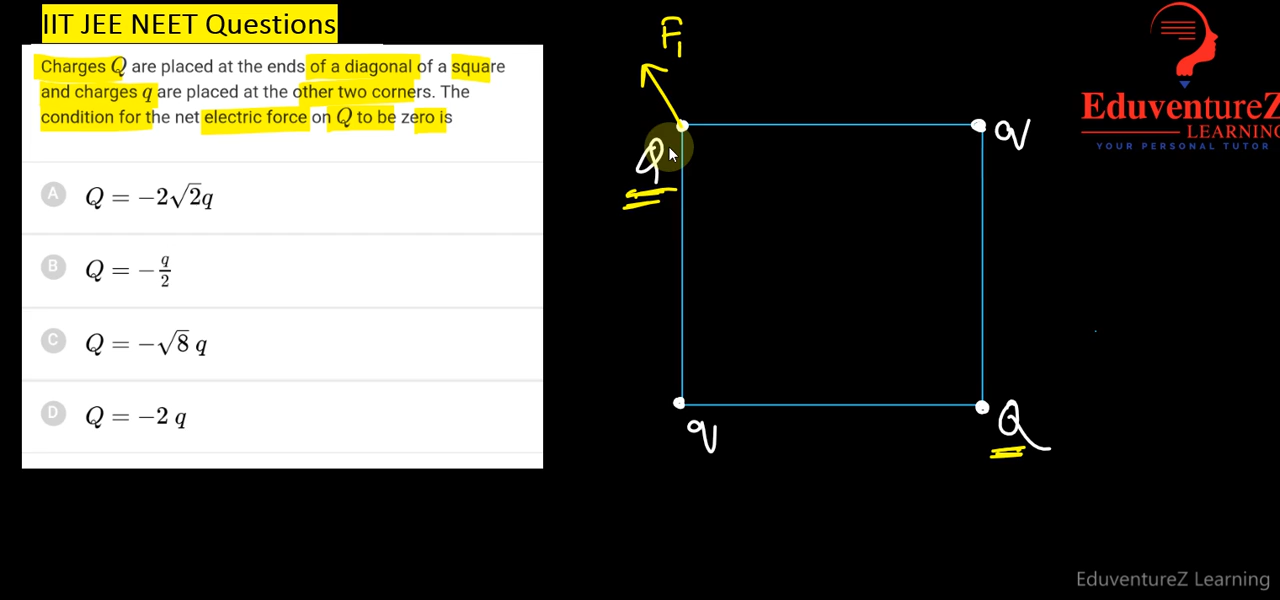 IIT JEE NEET Questions
Charges Q are placed at the ends of a diagonal of a square
and charges q are placed at the other two corners. The
condition for the net electric force on Q to be zero is
A Q = −2√2q
B Q = −q/2
C Q = −√8 q
D Q = −2 q
F₁
Q
q
q
Q
EduventureZ
LEARNING
YOUR PERSONAL TUTOR
EduventureZ Learning